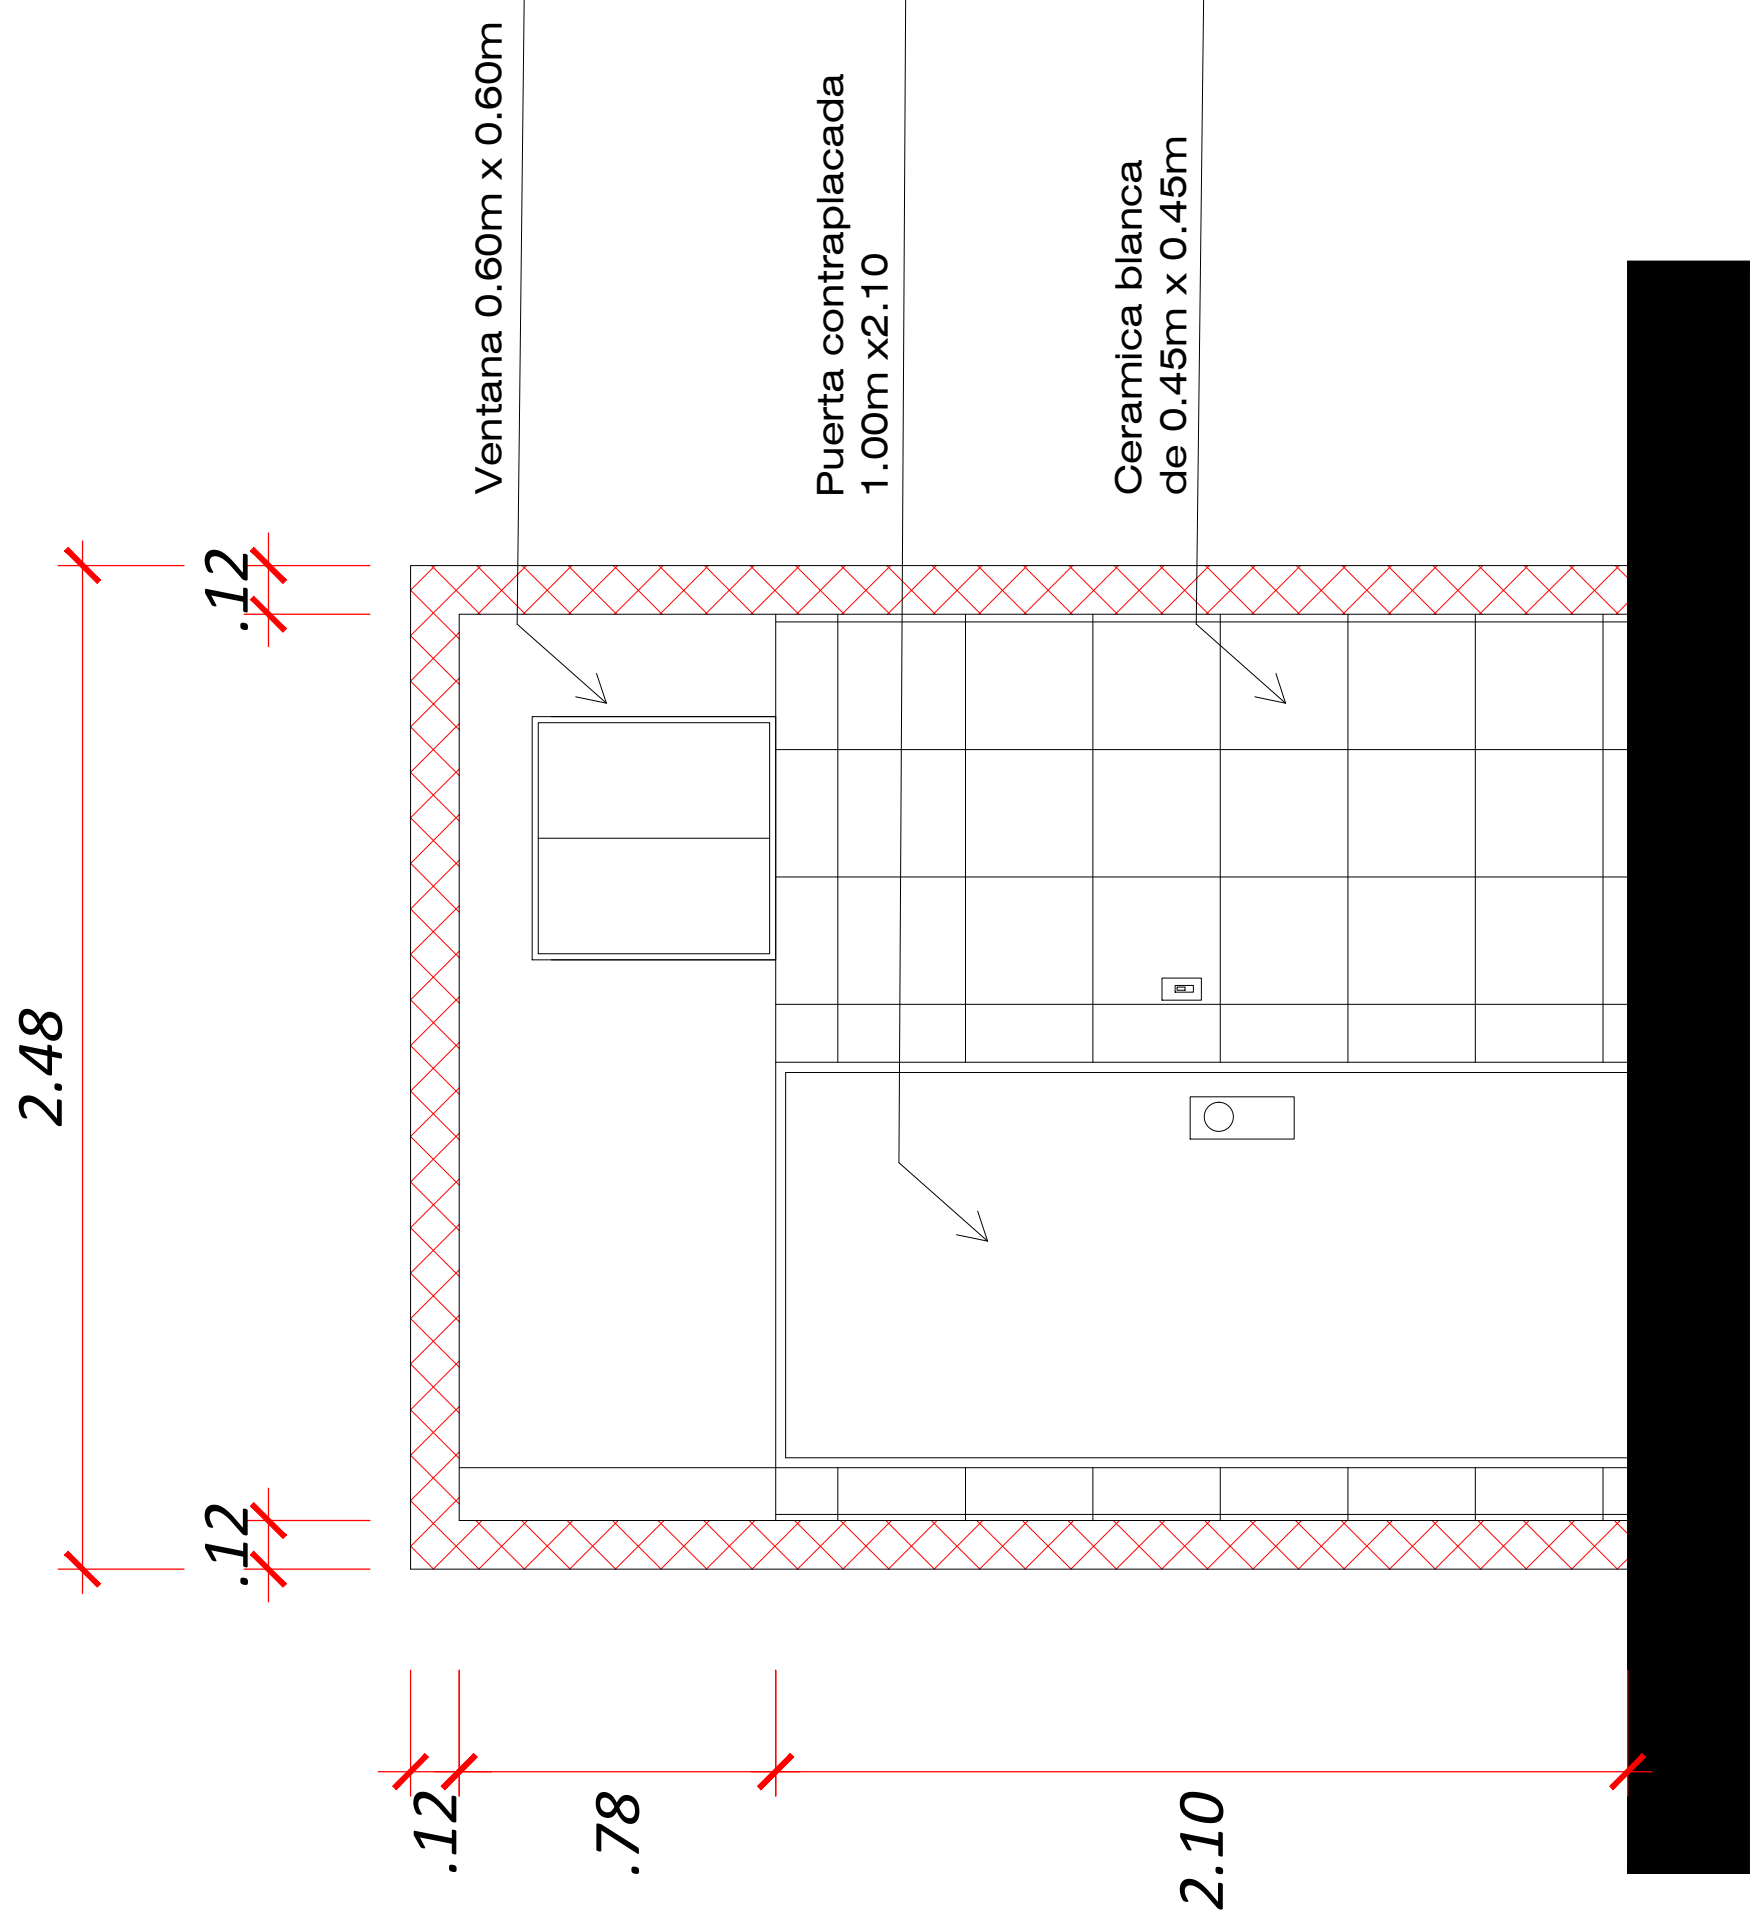 Ventana 0.60m x 0.60m
Puerta contraplacada
1.00m x2.10
Ceramica blanca
de 0.45m x 0.45m
2.48
.12
.12
.12
.78
2.10